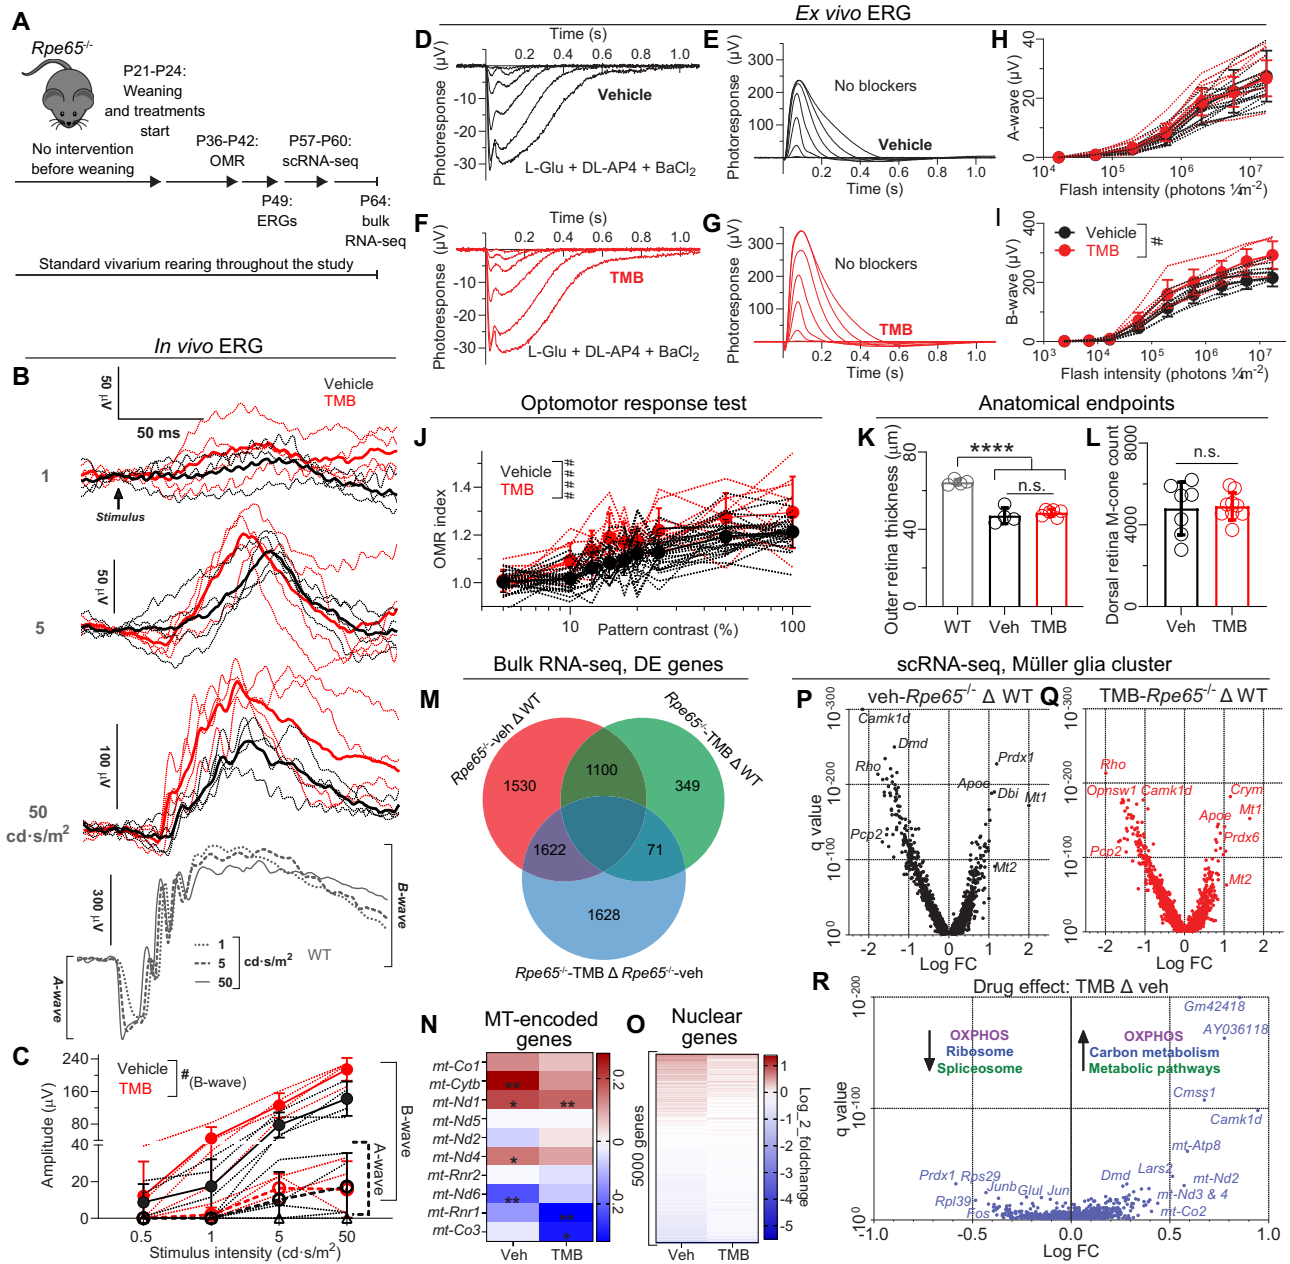 A
Rpe65-/-
P21-P24:
Weaning
and treatments
start
No intervention
before weaning
P36-P42:
OMR
P57-P60:
scRNA-seq
P49:
ERGs
P64:
bulk
RNA-seq
Standard vivarium rearing throughout the study
In vivo ERG
B
50 µV
50 ms
Vehicle
TMB
1
Stimulus
50 µV
5
100 µV
50
cd·s/m2
300 µV
A-wave
B-wave
1
5
50
cd·s/m2
WT
C
Vehicle
TMB
# (B-wave)
Amplitude (µV)
240
160
80
40
20
0
0.5
1
5
50
Stimulus intensity (cd·s/m2)
B-wave
A-wave
Ex vivo ERG
D
Time (s)
0.2 0.4 0.6 0.8 1.0
Photoresponse (µV)
-10
-20
-30
Vehicle
L-Glu + DL-AP4 + BaCl2
E
Photoresponse (µV)
300
200
100
No blockers
Vehicle
0.2 0.4 0.6 0.8 1.0
Time (s)
F
Time (s)
0.2 0.4 0.6 0.8 1.0
Photoresponse (µV)
-10
-20
-30
TMB
L-Glu + DL-AP4 + BaCl2
G
Photoresponse (µV)
300
200
100
No blockers
TMB
0.2 0.4 0.6 0.8 1.0
Time (s)
H
A-wave (µV)
40
20
0
104 105 106 107
Flash intensity (photons ¼m-2)
I
B-wave (µV)
400
200
0
Vehicle
TMB
#
103 104 105 106 107
Flash intensity (photons ¼m-2)
Optomotor response test
J
Vehicle
TMB
####
OMR index
1.4
1.2
1.0
10
100
Pattern contrast (%)
Anatomical endpoints
K
Outer retina thickness (µm)
80
40
0
****
n.s.
WT Veh TMB
L
Dorsal retina M-cone count
8000
4000
0
n.s.
Veh TMB
Bulk RNA-seq, DE genes
M
Rpe65-/--veh Δ WT
Rpe65-/--TMB Δ WT
1530
1100
349
1622
71
1628
Rpe65-/--TMB Δ Rpe65-/--veh
N
MT-encoded
genes
mt-Co1
mt-Cytb
mt-Nd1
mt-Nd5
mt-Nd2
mt-Nd4
mt-Rnr2
mt-Nd6
mt-Rnr1
mt-Co3
**
* **
*
**
**
*
Veh TMB
0.2
0
-0.2
O
Nuclear
genes
5000 genes
Veh TMB
1
0
-1
-2
-3
-4
-5
Log_2_foldchange
scRNA-seq, Müller glia cluster
P
veh-Rpe65-/- Δ WT
q value
10-300
10-200
10-100
100
Camk1d
Dmd
Rho
Prdx1
Apoe
Dbi
Mt1
Pcp2
Mt2
-2 -1 0 1 2
Log FC
Q
TMB-Rpe65-/- Δ WT
q value
10-300
10-200
10-100
100
Rho
Opnsw1
Camk1d
Crym
Mt1
Apoe
Prdx6
Pcp2
Mt2
-2 -1 0 1 2
Log FC
R
Drug effect: TMB Δ veh
q value
10-200
10-100
100
OXPHOS
Ribosome
Spliceosome
OXPHOS
Carbon metabolism
Metabolic pathways
Gm42418
AY036118
Cmss1
Camk1d
mt-Atp8
Lars2
mt-Nd2
Dmd
mt-Nd3 & 4
mt-Co2
Prdx1
Rps29
Junb
Glul
Jun
Rpl39
Fos
-1.0 -0.5 0.0 0.5 1.0
Log FC